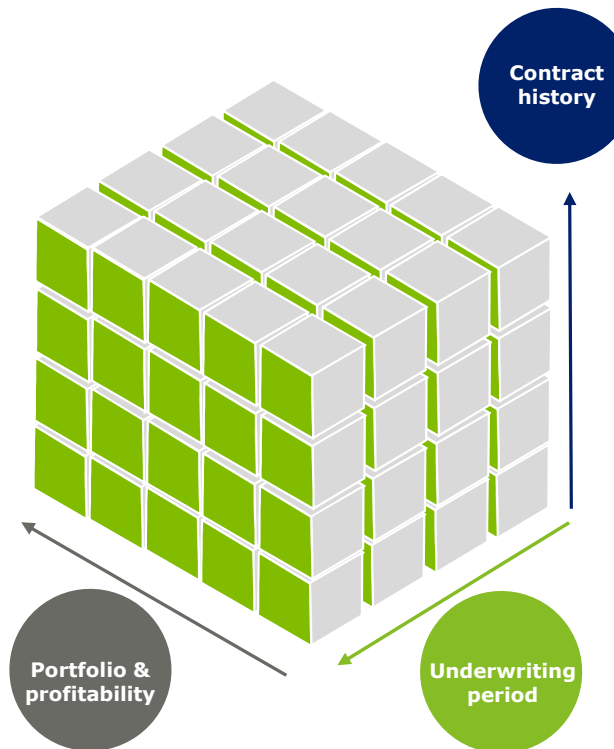 Contract
history
Portfolio &
profitability
Underwriting
period